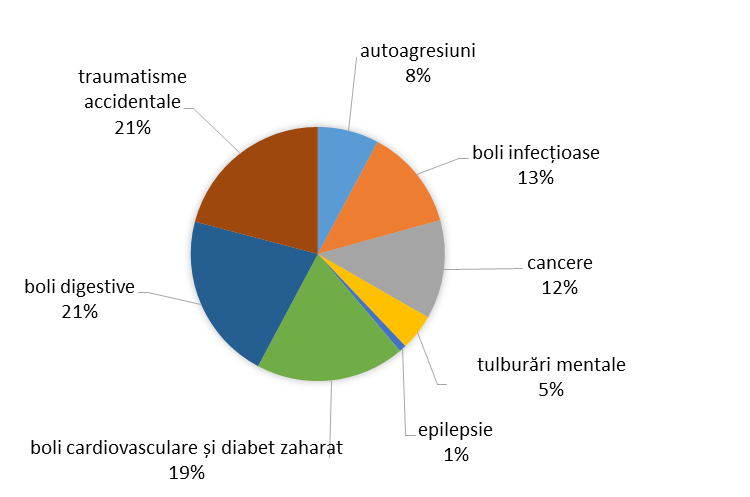 autoagresiuni
8%
traumatisme
accidentale
21%
boli infecțioase
13%
cancere
12%
boli digestive
21%
tulburări mentale
5%
epilepsie
1%
boli cardiovasculare și diabet zaharat
19%